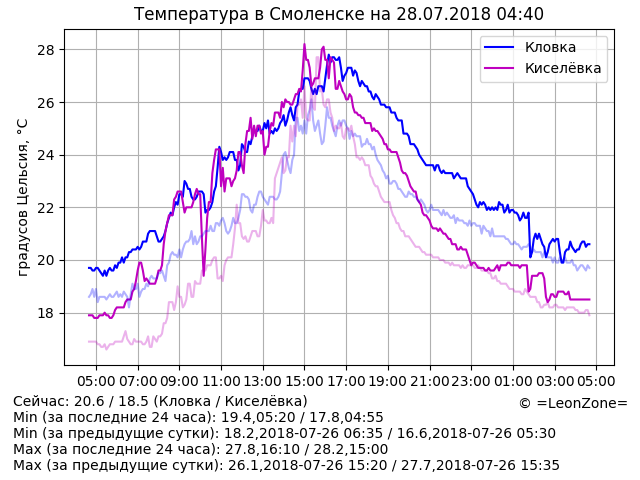 Температура в Смоленске на 28.07.2018 04:40
градусов Цельсия, °C
28
26
24
22
20
18
Кловка
Киселёвка
05:00 07:00 09:00 11:00 13:00 15:00 17:00 19:00 21:00 23:00 01:00 03:00 05:00
Сейчас: 20.6 / 18.5 (Кловка / Киселёвка)
© =LeonZone=
Min (за последние 24 часа): 19.4,05:20 / 17.8,04:55
Min (за предыдущие сутки): 18.2,2018-07-26 06:35 / 16.6,2018-07-26 05:30
Max (за последние 24 часа): 27.8,16:10 / 28.2,15:00
Max (за предыдущие сутки): 26.1,2018-07-26 15:20 / 27.7,2018-07-26 15:35